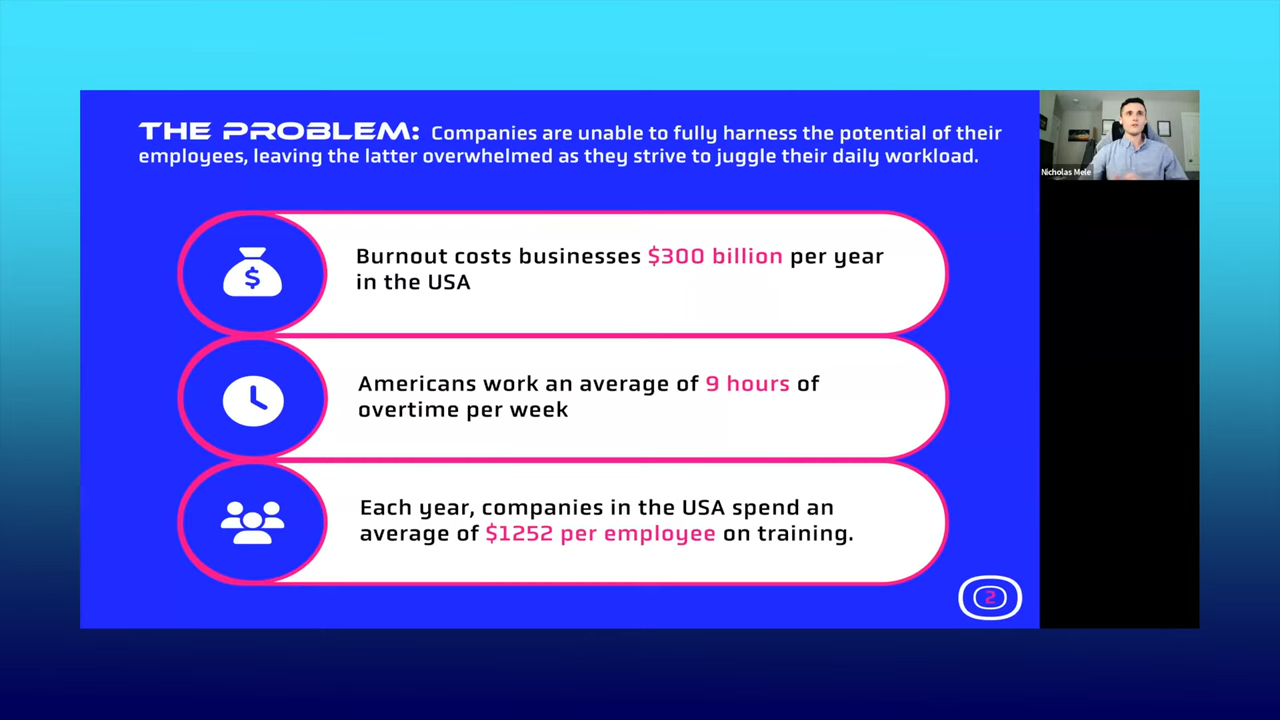 THE PROBLEM: Companies are unable to fully harness the potential of their
employees, leaving the latter overwhelmed as they strive to juggle their daily workload.
Nicholas Mele
$
Burnout costs businesses $300 billion per year
in the USA
Americans work an average of 9 hours of
overtime per week
Each year, companies in the USA spend an
average of $1252 per employee on training.
2